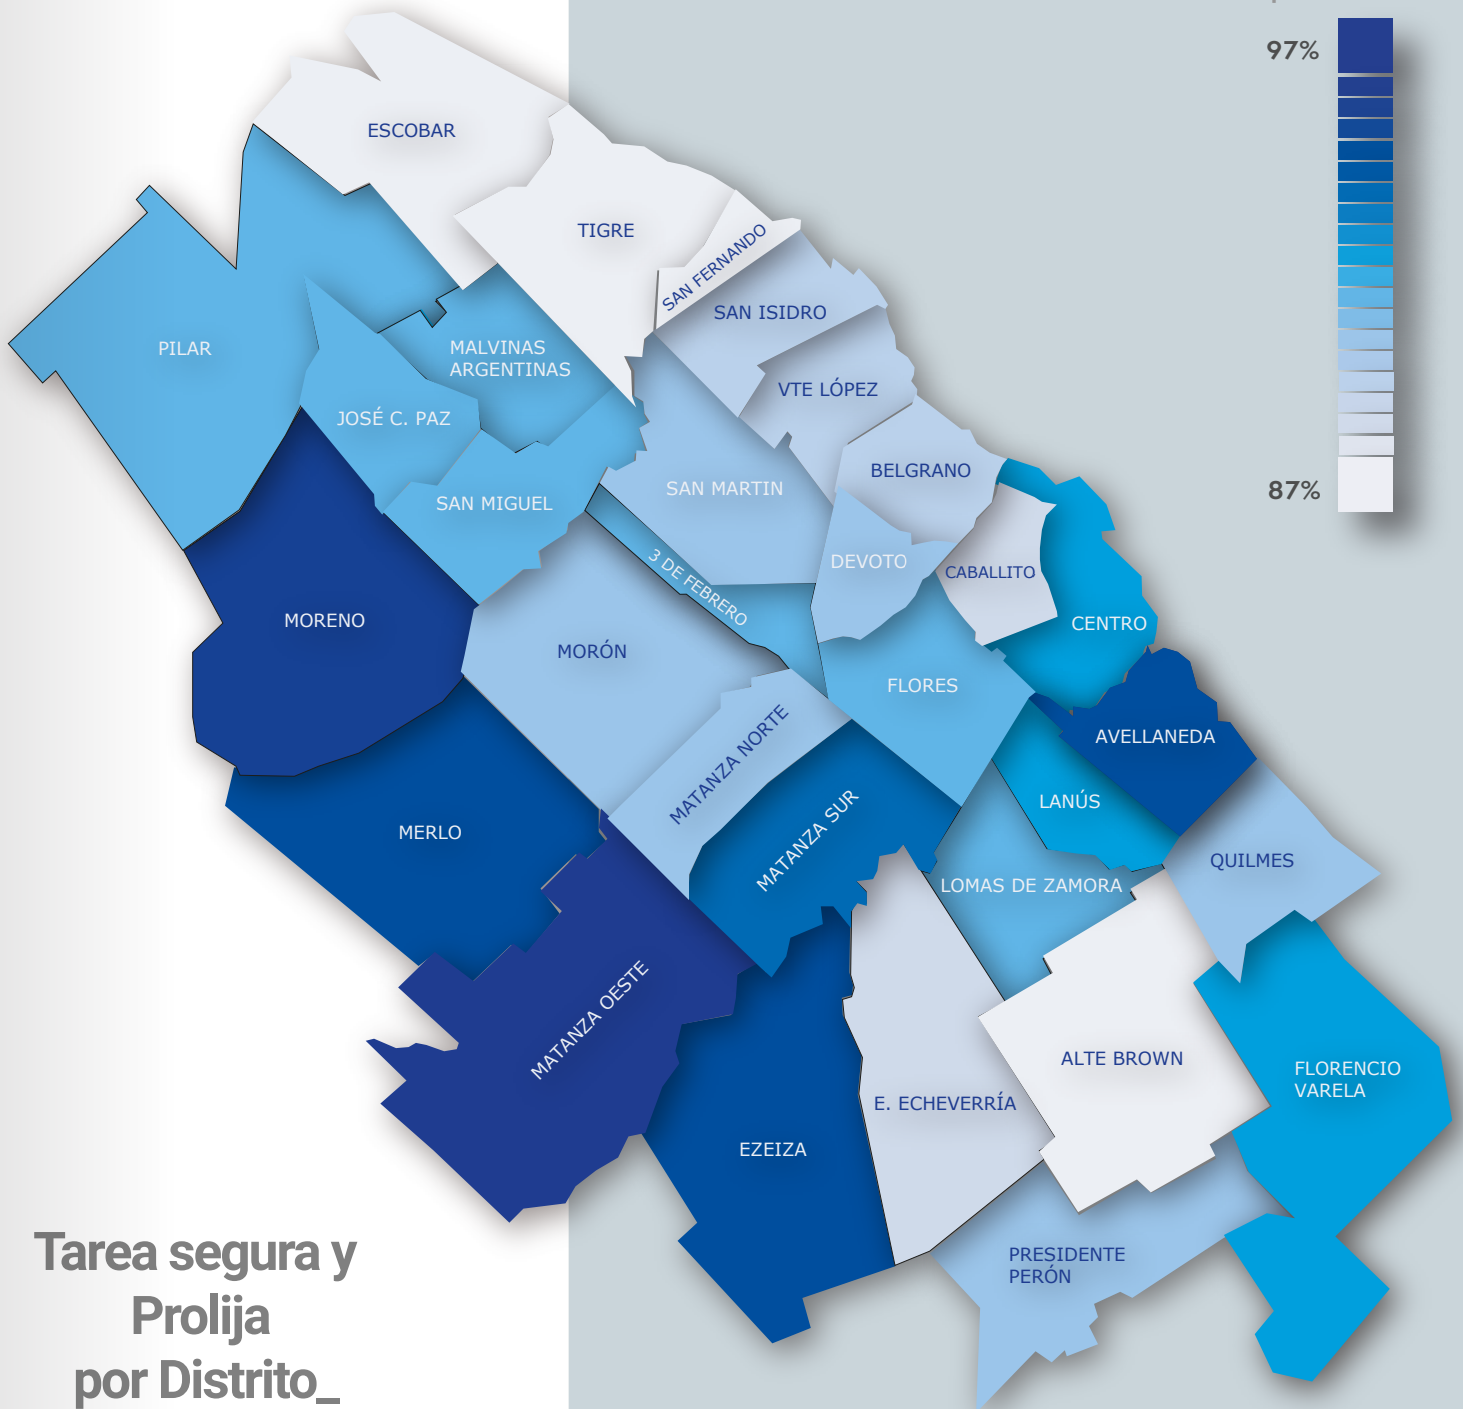 97%
ESCOBAR
TIGRE
SAN FERNANDO
SAN ISIDRO
PILAR
MALVINAS
ARGENTINAS
VTE LÓPEZ
JOSÉ C. PAZ
BELGRANO
SAN MARTIN
87%
SAN MIGUEL
DEVOTO
CABALLITO
3 DE FEBRERO
MORENO
CENTRO
MORÓN
FLORES
AVELLANEDA
MATANZA NORTE
LANÚS
MERLO
MATANZA SUR
QUILMES
LOMAS DE ZAMORA
MATANZA OESTE
ALTE BROWN
FLORENCIO
VARELA
E. ECHEVERRÍA
EZEIZA
PRESIDENTE
PERÓN
Tarea segura y
Prolija
por Distrito_